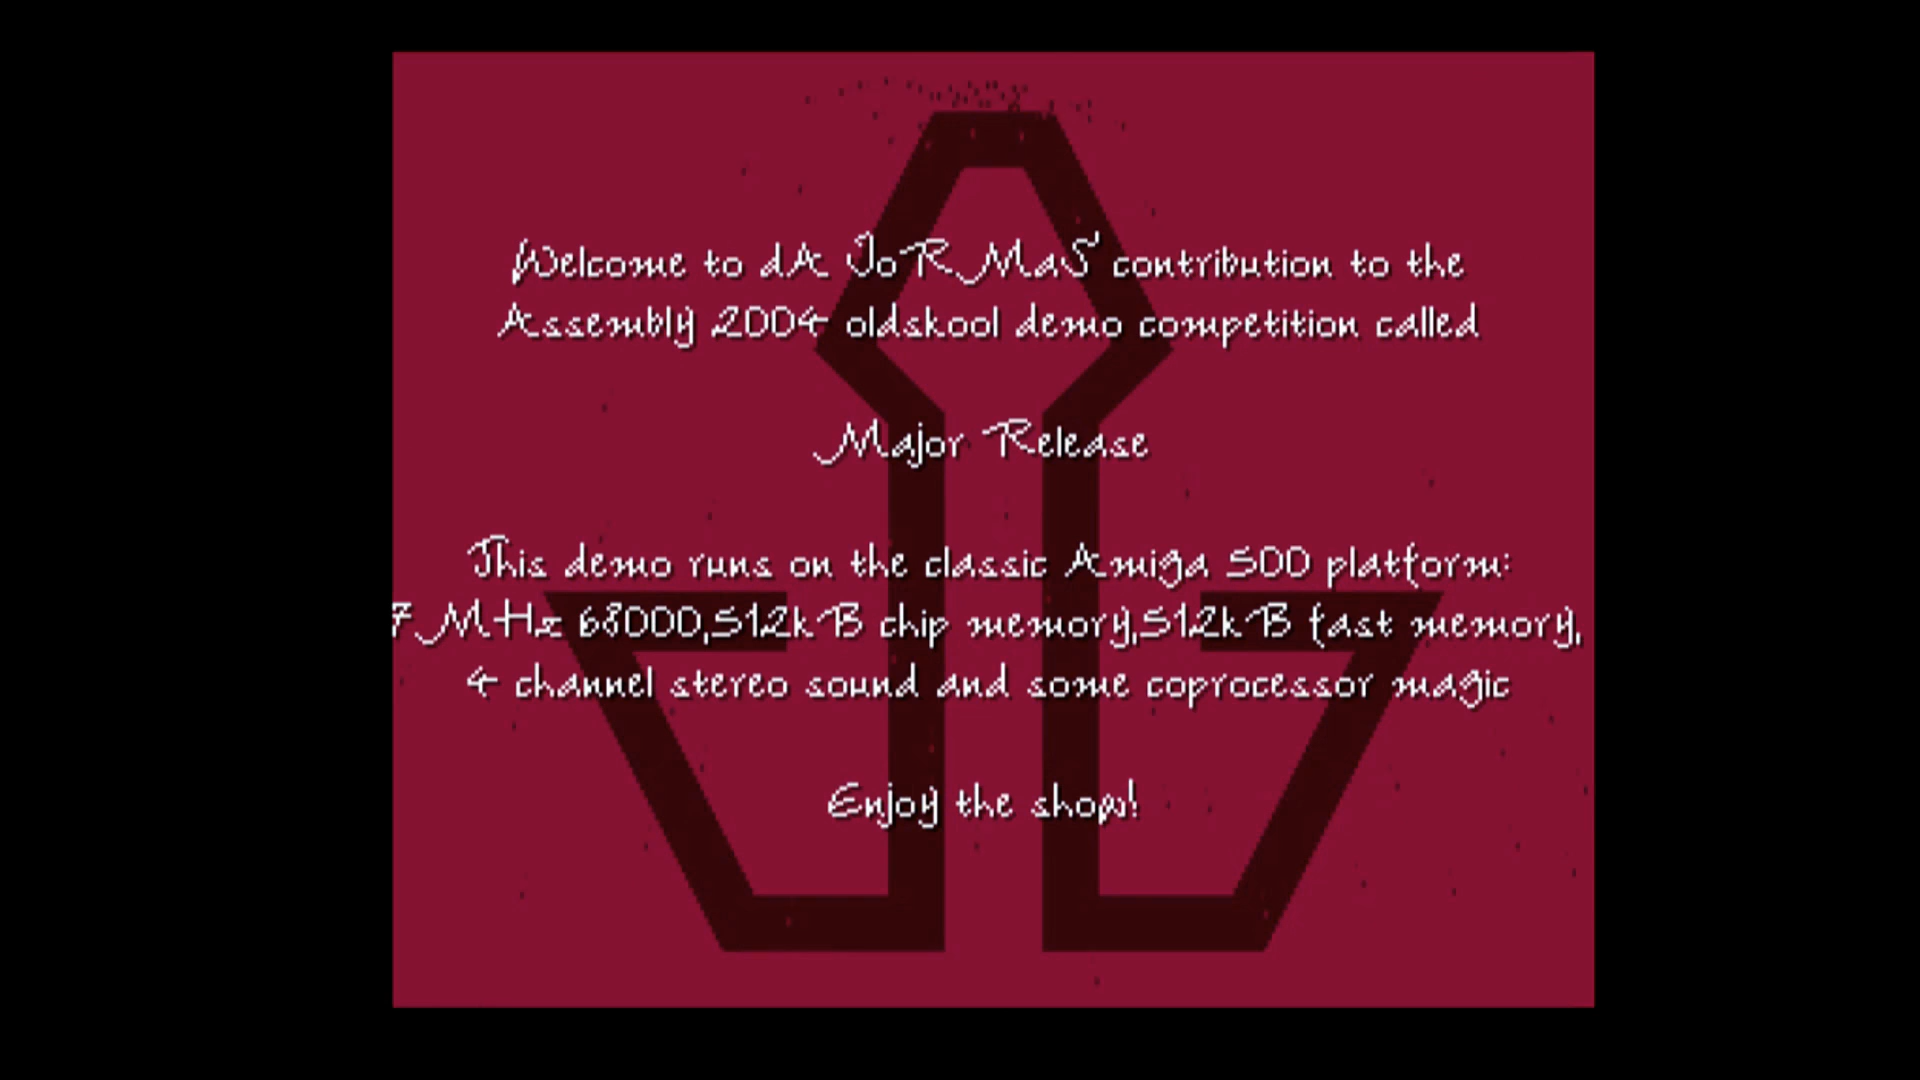 Welcome to dA JoRMaS contribution to the
Assembly 2004 oldskool demo competition called
Major Release
This demo runs on the classic Amiga 500 platform:
7MHz 68000,512kB chip memory,512kB fast memory,
4 channel stereo sound and some coprocessor magic
Enjoy the show!